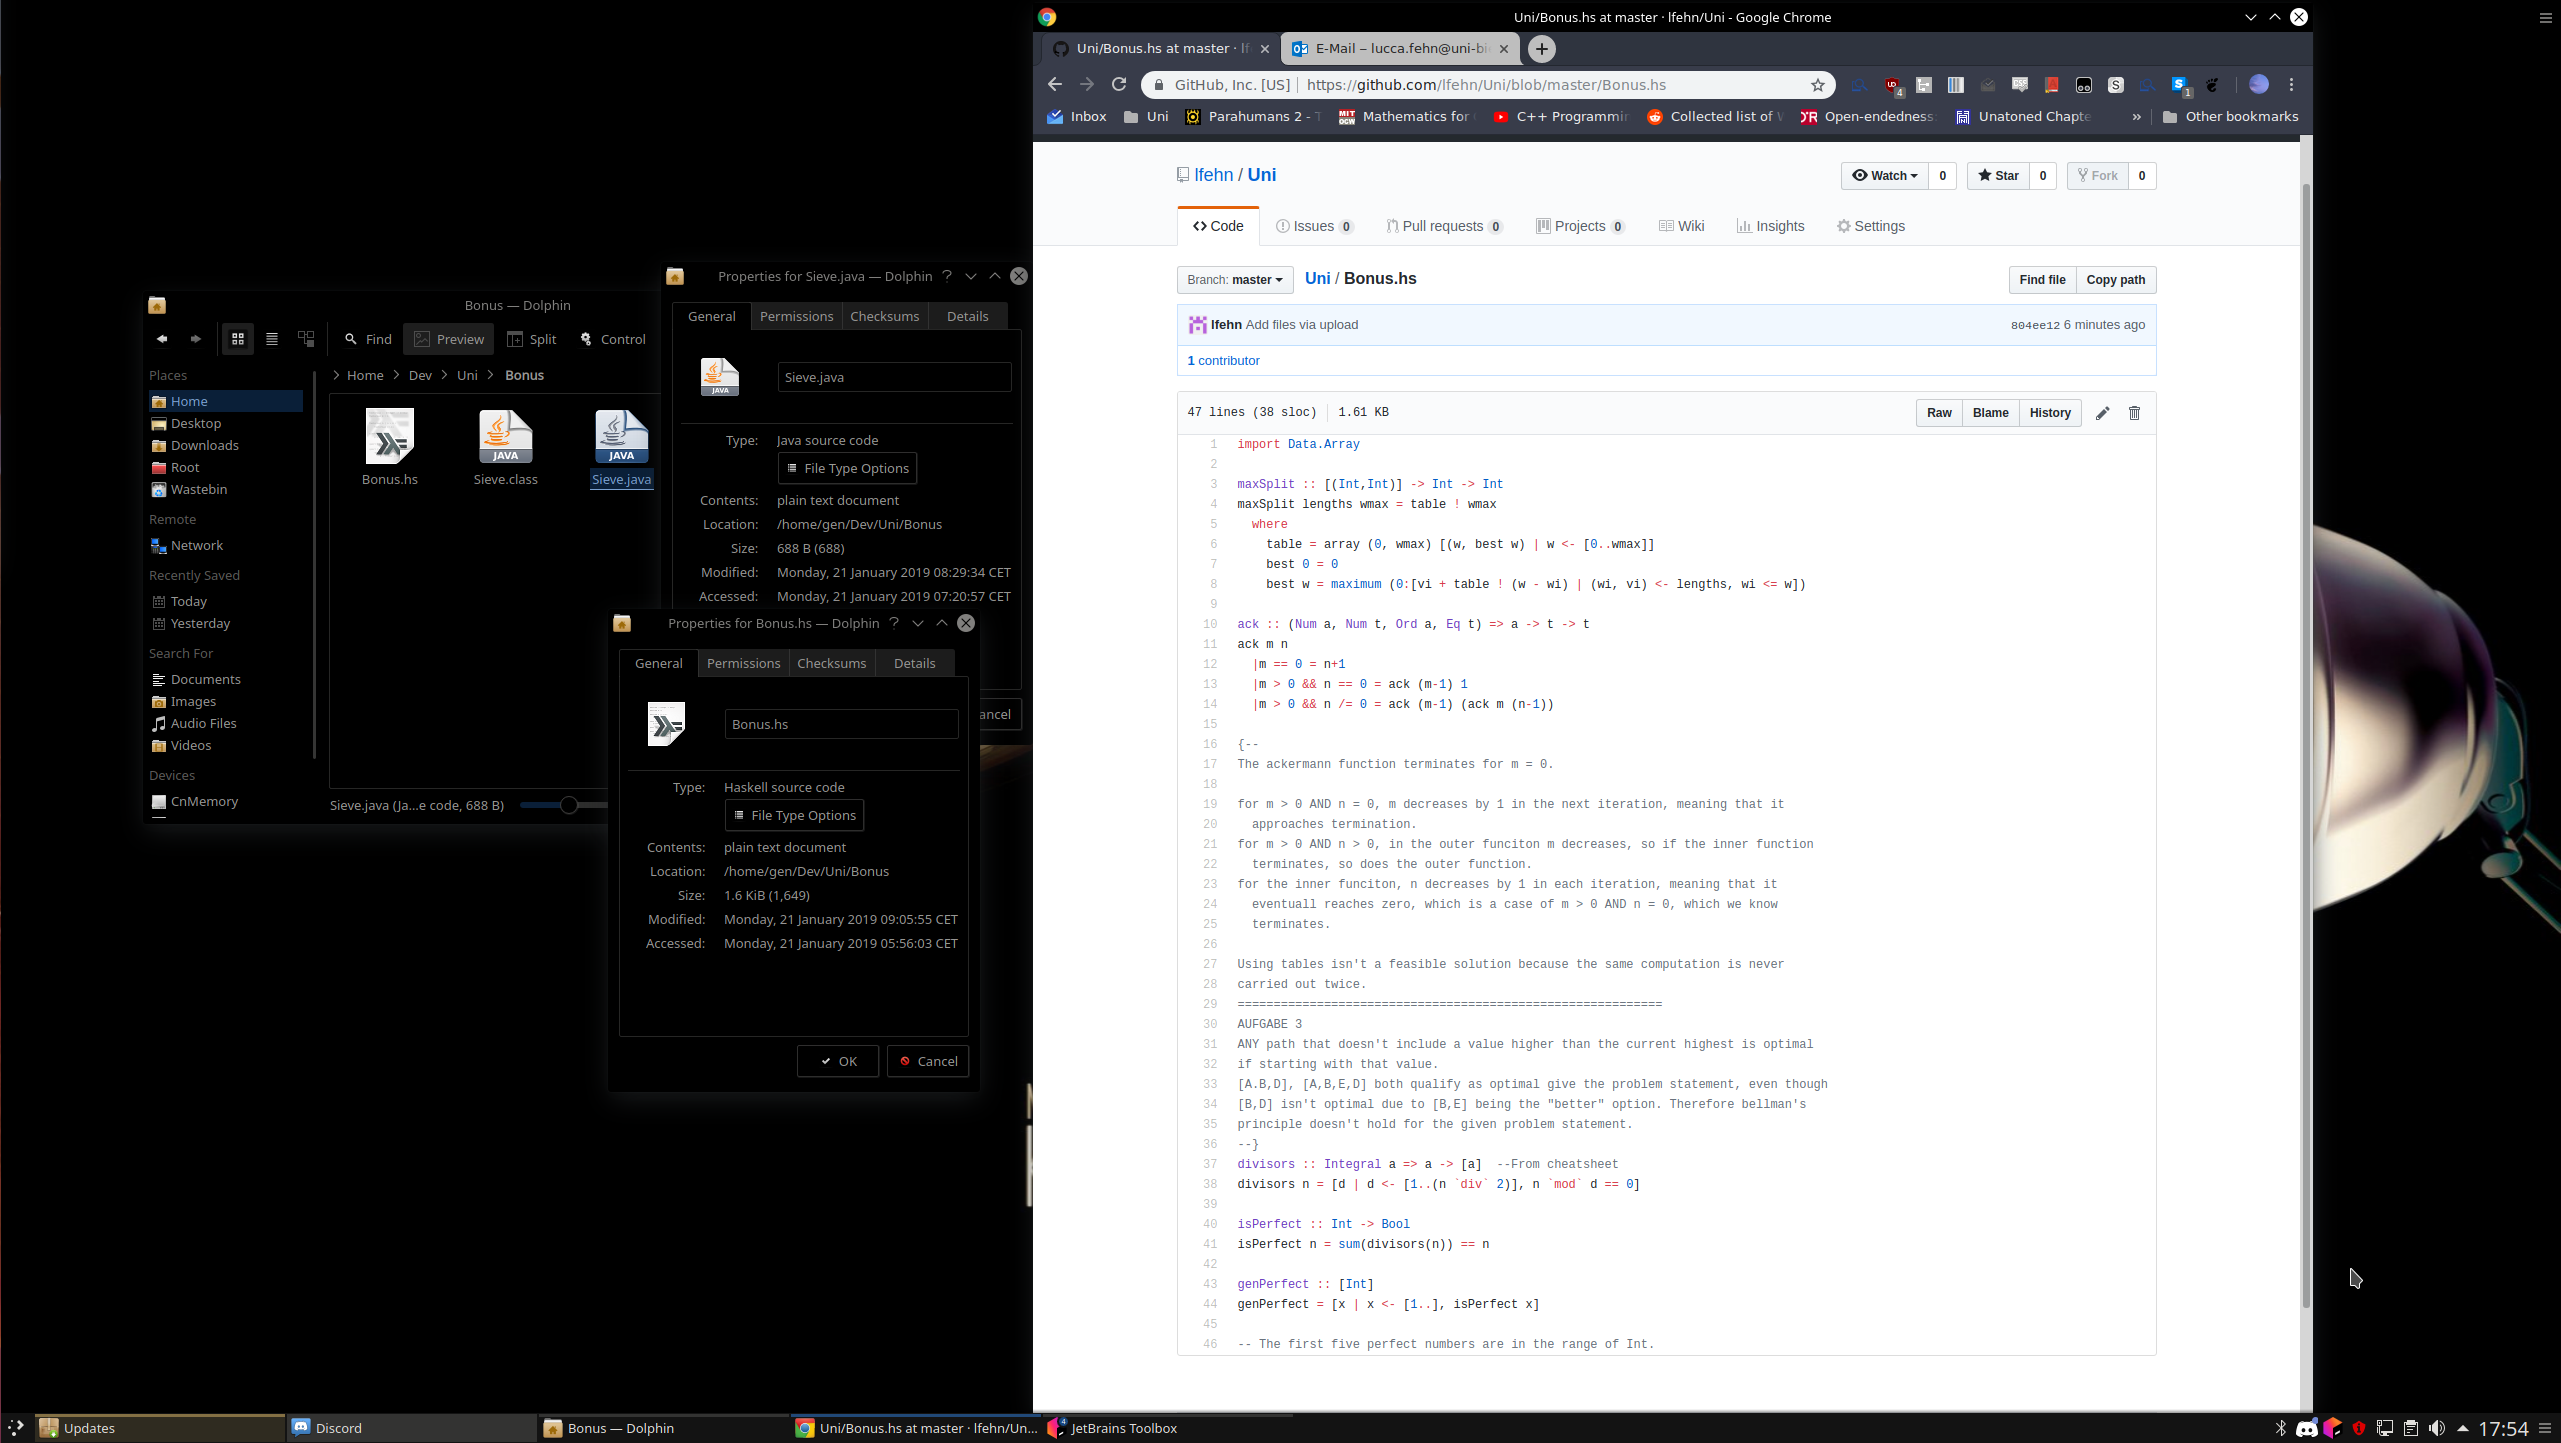 Uni/Bonus.hs at master · lfehn/Uni - Google Chrome
Uni/Bonus.hs at master · lf
E-Mail – lucca.fehn@uni-bi
GitHub, Inc. [US] https://github.com/lfehn/Uni/blob/master/Bonus.hs
Inbox Uni Parahumans 2 - T Mathematics for C++ Programmi Collected list of Open-endedness Unatoned Chapte » Other bookmarks
lfehn / Uni
Watch 0 Star 0 Fork 0
Code Issues 0 Pull requests 0 Projects 0 Wiki Insights Settings
Branch: master Uni / Bonus.hs Find file Copy path
lfehn Add files via upload 804ee12 6 minutes ago
1 contributor
47 lines (38 sloc) 1.61 KB Raw Blame History
1 import Data.Array
2
3 maxSplit :: [(Int,Int)] -> Int -> Int
4 maxSplit lengths wmax = table ! wmax
5 where
6 table = array (0, wmax) [(w, best w) | w <- [0..wmax]]
7 best 0 = 0
8 best w = maximum (0:[vi + table ! (w - wi) | (wi, vi) <- lengths, wi <= w])
9
10 ack :: (Num a, Num t, Ord a, Eq t) => a -> t -> t
11 ack m n
12 |m == 0 = n+1
13 |m > 0 && n == 0 = ack (m-1) 1
14 |m > 0 && n /= 0 = ack (m-1) (ack m (n-1))
15
16 {--
17 The ackermann function terminates for m = 0.
18
19 for m > 0 AND n = 0, m decreases by 1 in the next iteration, meaning that it
20 approaches termination.
21 for m > 0 AND n > 0, in the outer funciton m decreases, so if the inner function
22 terminates, so does the outer function.
23 for the inner funciton, n decreases by 1 in each iteration, meaning that it
24 eventuall reaches zero, which is a case of m > 0 AND n = 0, which we know
25 terminates.
26
27 Using tables isn't a feasible solution because the same computation is never
28 carried out twice.
29 ===========================================================
30 AUFGABE 3
31 ANY path that doesn't include a value higher than the current highest is optimal
32 if starting with that value.
33 [A.B,D], [A,B,E,D] both qualify as optimal give the problem statement, even though
34 [B,D] isn't optimal due to [B,E] being the "better" option. Therefore bellman's
35 principle doesn't hold for the given problem statement.
36 --}
37 divisors :: Integral a => a -> [a] --From cheatsheet
38 divisors n = [d | d <- [1..(n `div` 2)], n `mod` d == 0]
39
40 isPerfect :: Int -> Bool
41 isPerfect n = sum(divisors(n)) == n
42
43 genPerfect :: [Int]
44 genPerfect = [x | x <- [1..], isPerfect x]
45
46 -- The first five perfect numbers are in the range of Int.
Properties for Sieve.java — Dolphin
General Permissions Checksums Details
JAVA
Sieve.java
Type: Java source code
File Type Options
Contents: plain text document
Location: /home/gen/Dev/Uni/Bonus
Size: 688 B (688)
Modified: Monday, 21 January 2019 08:29:34 CET
Accessed: Monday, 21 January 2019 07:20:57 CET
ancel
Bonus — Dolphin
Find Preview Split Control
Home > Dev > Uni > Bonus
Places
Home
Desktop
Downloads
Root
Wastebin
Remote
Network
Recently Saved
Today
Yesterday
Search For
Documents
Images
Audio Files
Videos
Devices
CnMemory
JAVA JAVA
Bonus.hs Sieve.class Sieve.java
Sieve.java (Ja...e code, 688 B)
Properties for Bonus.hs — Dolphin
General Permissions Checksums Details
Bonus.hs
Type: Haskell source code
File Type Options
Contents: plain text document
Location: /home/gen/Dev/Uni/Bonus
Size: 1.6 KiB (1,649)
Modified: Monday, 21 January 2019 09:05:55 CET
Accessed: Monday, 21 January 2019 05:56:03 CET
OK Cancel
Updates Discord Bonus — Dolphin Uni/Bonus.hs at master · lfehn/Un... JetBrains Toolbox 17:54